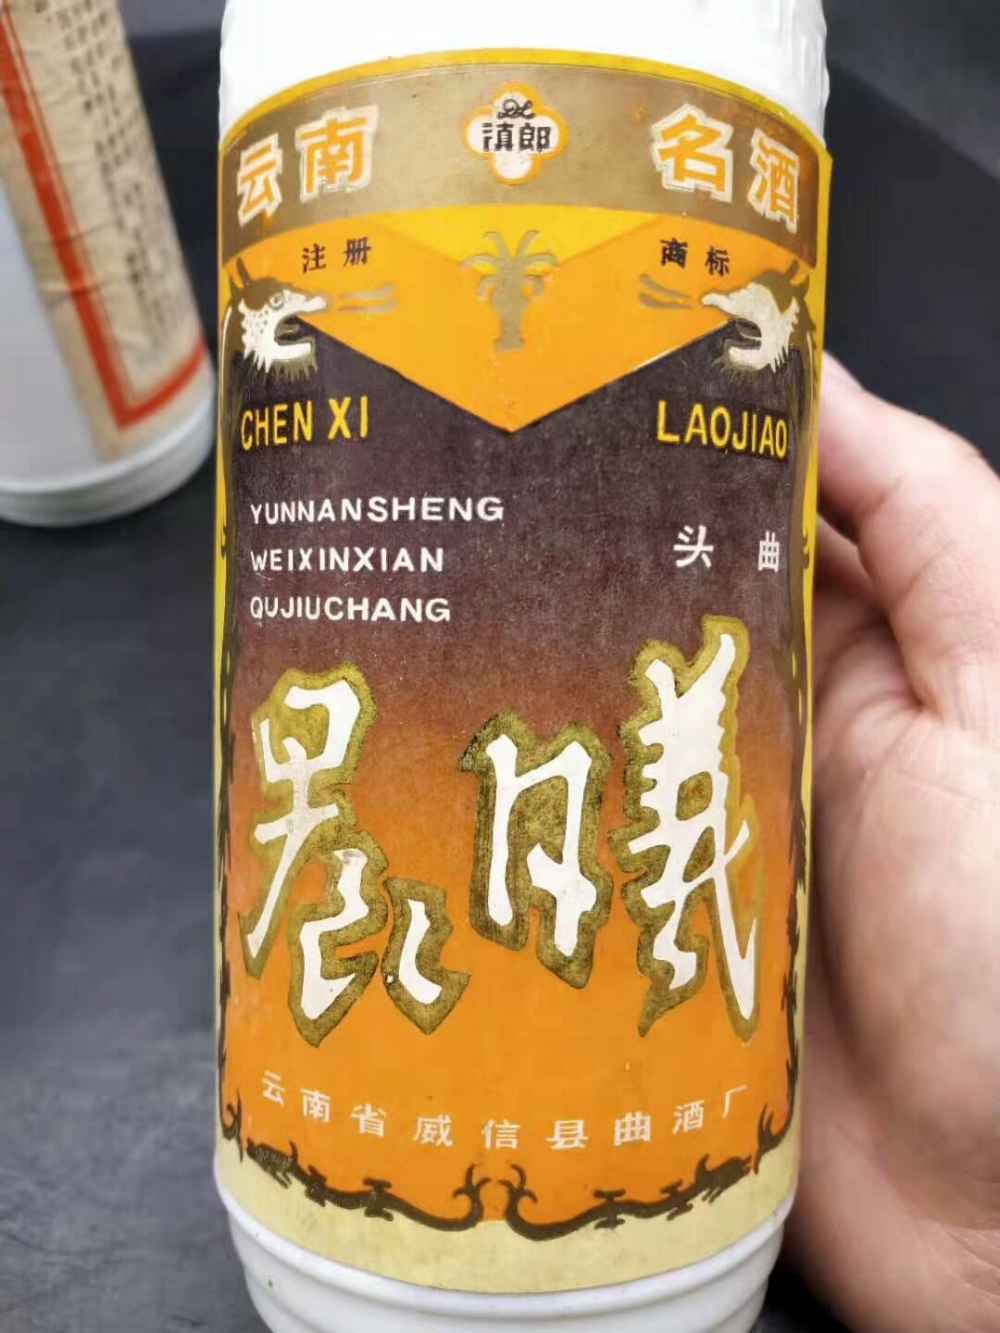 云南 滇郎 名酒
注册 商标
CHEN XI LAOJIAO
YUNNANSHENG
WEIXINXIAN
QUJIUCHANG
头曲
晨曦
云南省威信县曲酒厂